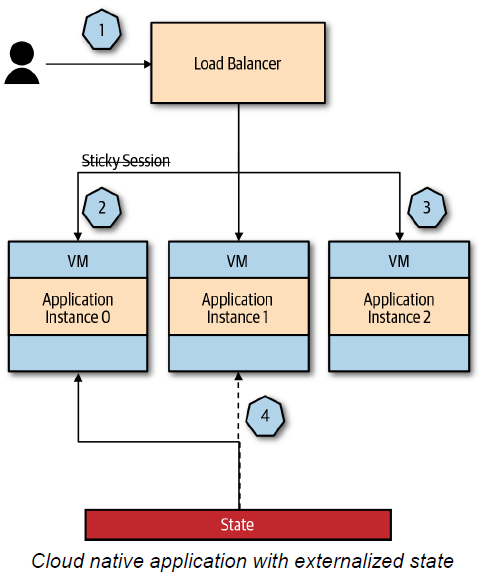 1
Load Balancer
Sticky Session
2
3
VM
VM
VM
Application
Instance 0
Application
Instance 1
Application
Instance 2
4
State
Cloud native application with externalized state